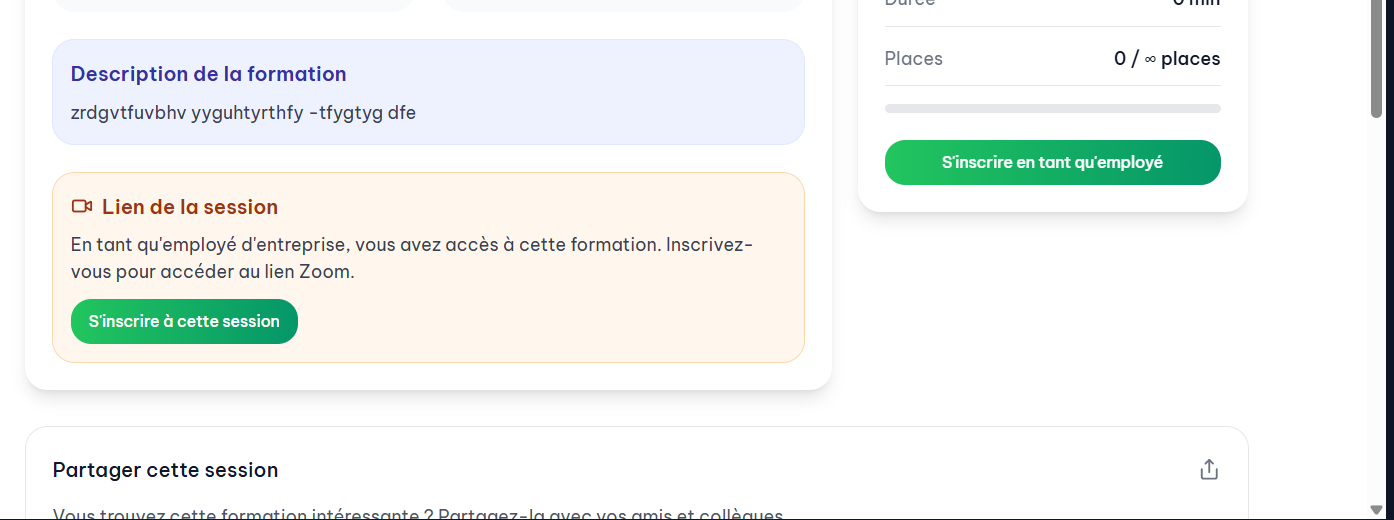 Durée
0 min
Description de la formation
zrdgvtfuvbhv yyguhtyrthfy -tfygtyg dfe
Places
0 / ∞ places
S'inscrire en tant qu'employé
Lien de la session
En tant qu'employé d'entreprise, vous avez accès à cette formation. Inscrivez-
vous pour accéder au lien Zoom.
S'inscrire à cette session
Partager cette session
Vous trouvez cette formation intéressante ? Partagez-la avec vos amis et collègues